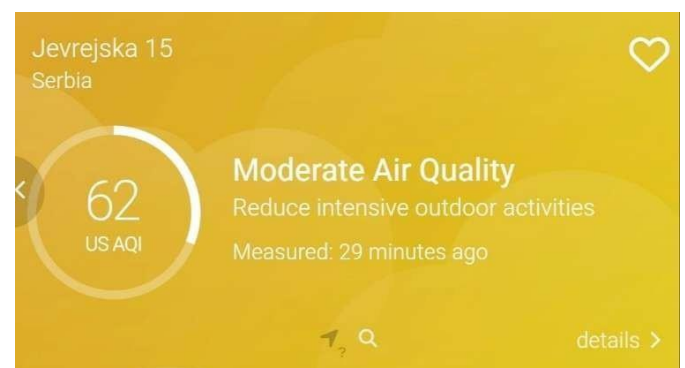 Jevrejska 15
Serbia
62
US AQI
Moderate Air Quality
Reduce intensive outdoor activities
Measured: 29 minutes ago
?
details